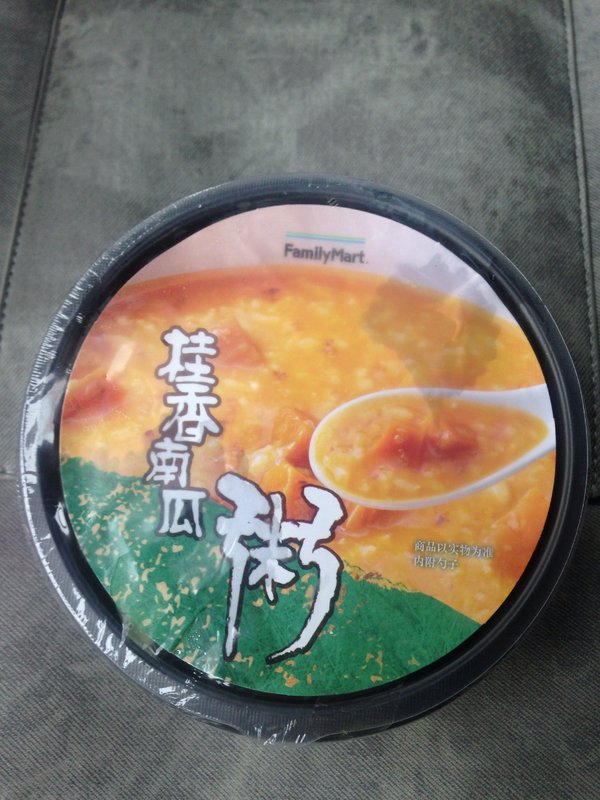 FamilyMart
桂香南瓜
粥
商品以实物为准
内附勺子